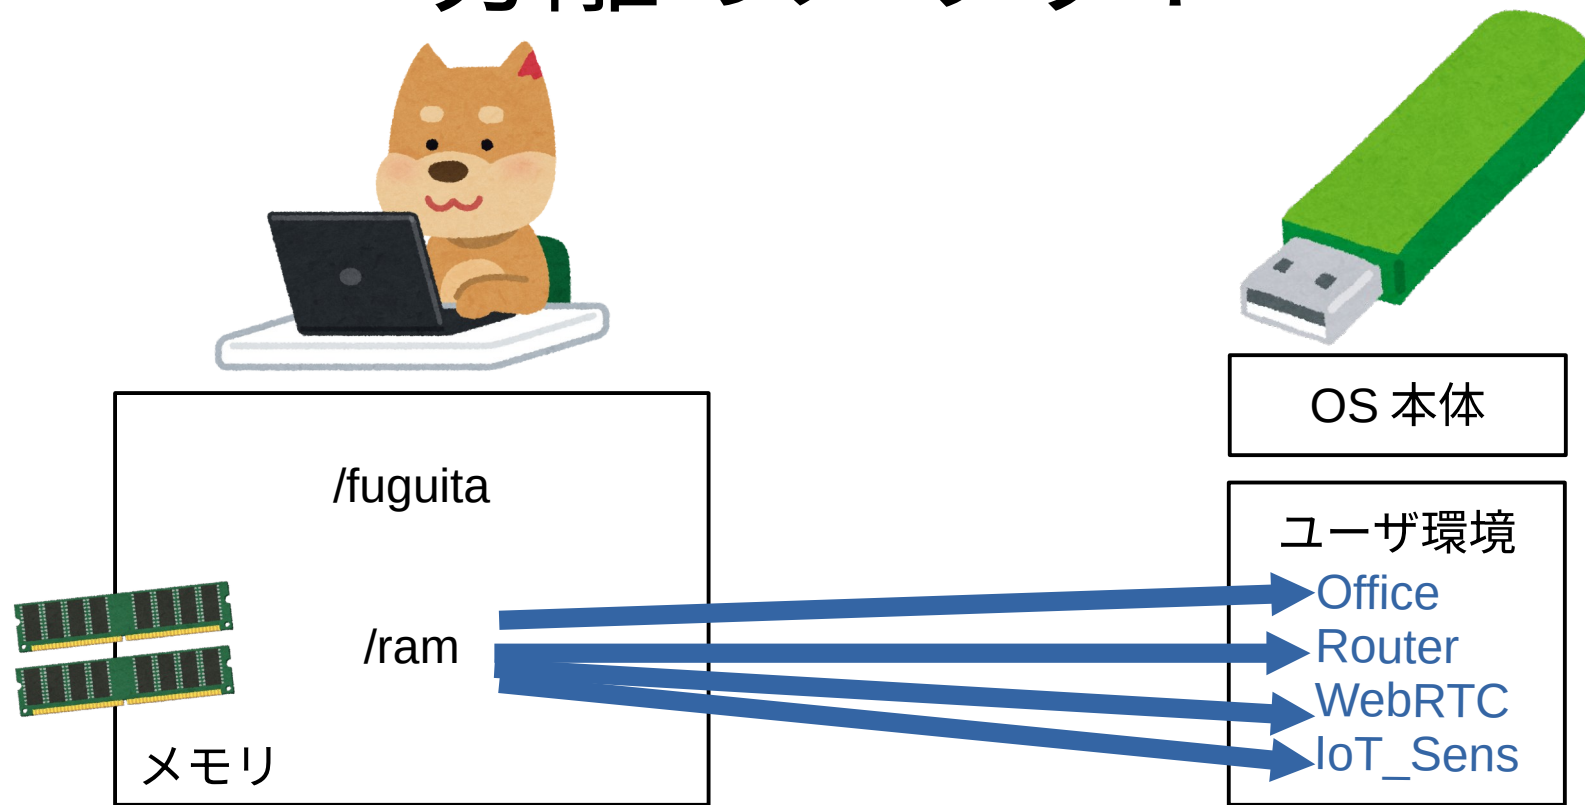 OS 本体
/fuguita
ユーザ環境
Office
/ram
Router
WebRTC
IoT_Sens
メモリ